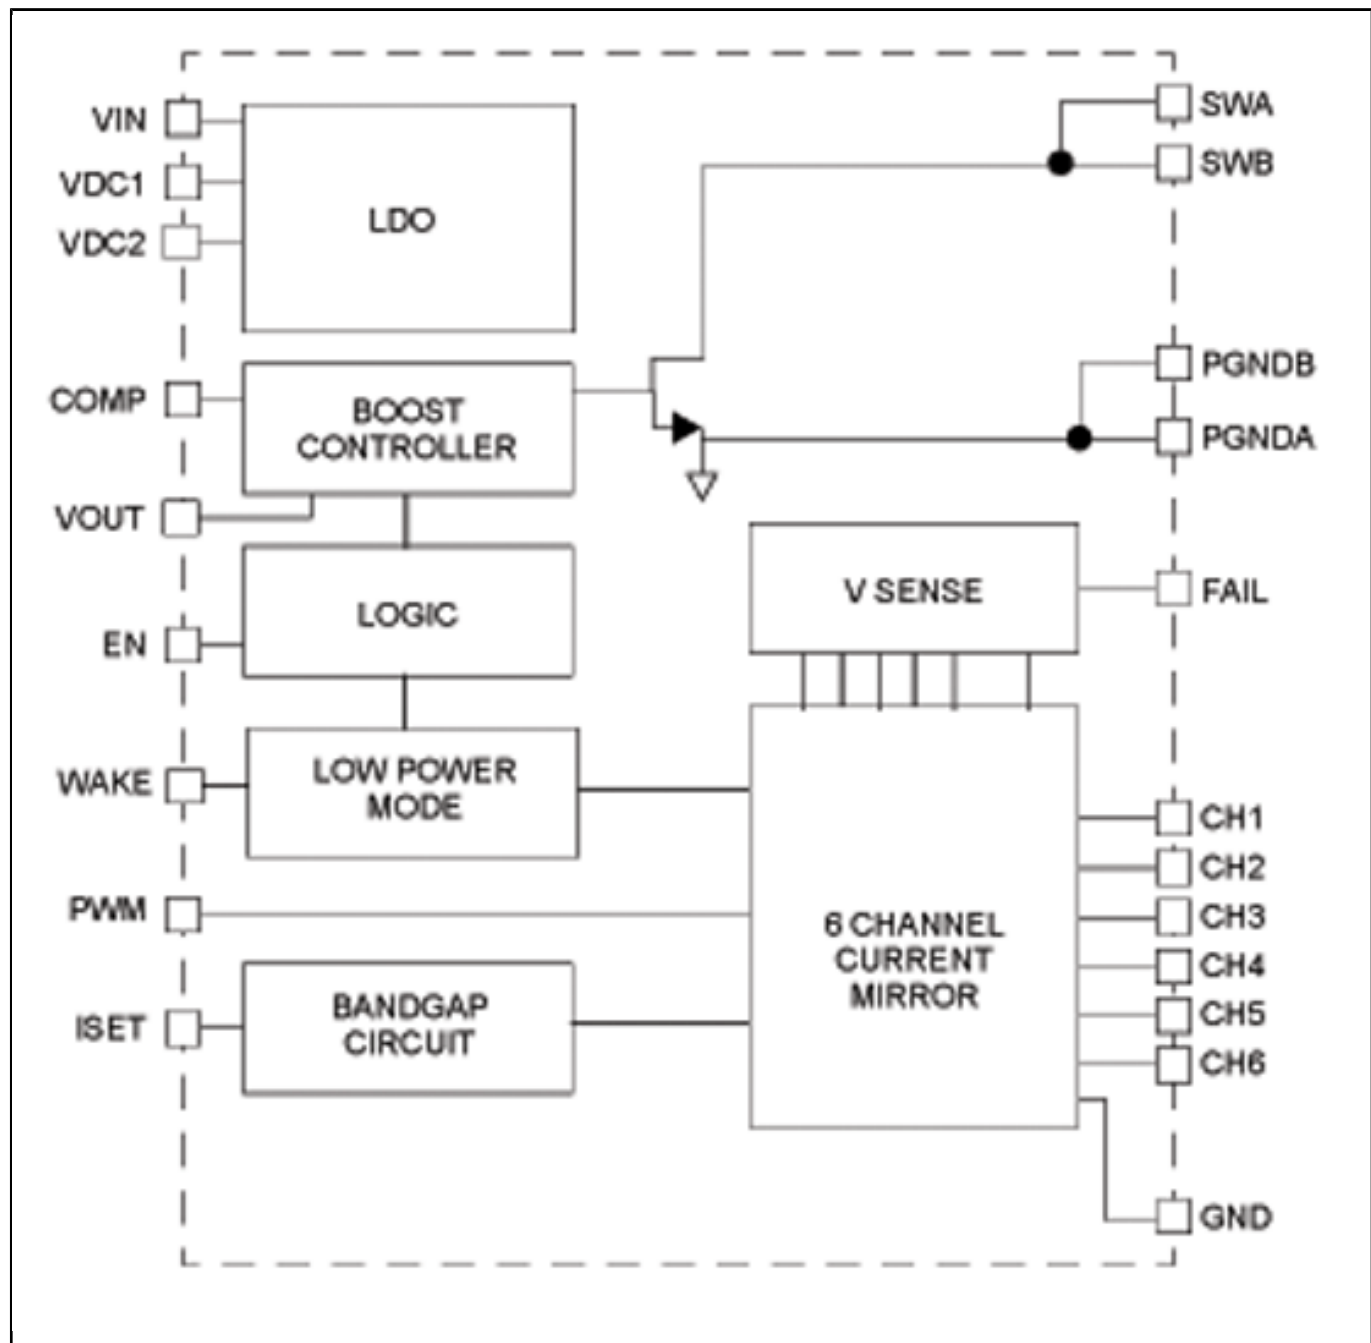 VIN
VDC1
VDC2
LDO
SWA
SWB
COMP
BOOST
CONTROLLER
PGNDB
PGNDA
VOUT
LOGIC
V SENSE
FAIL
EN
WAKE
LOW POWER
MODE
PWM
6 CHANNEL
CURRENT
MIRROR
CH1
CH2
CH3
CH4
CH5
CH6
ISET
BANDGAP
CIRCUIT
GND